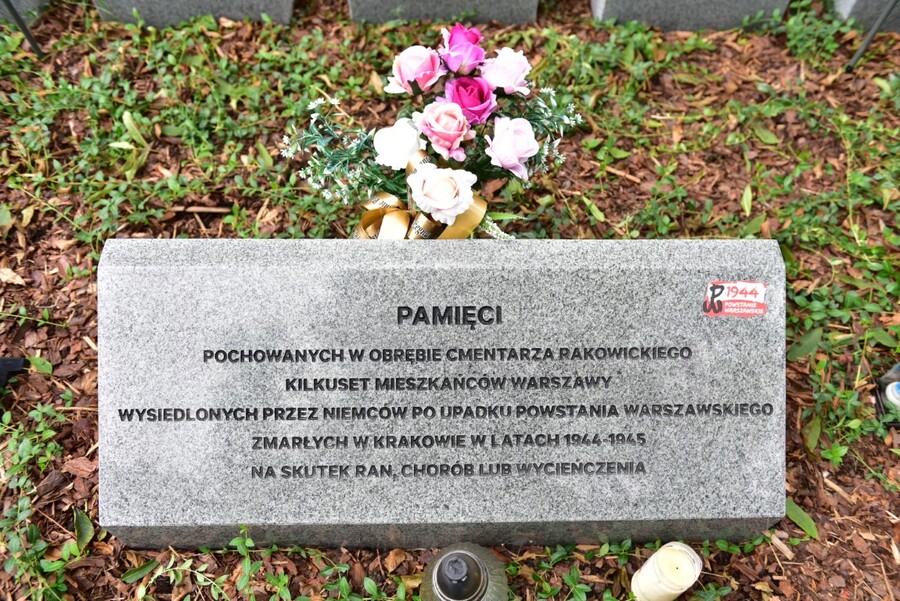 1944
POWSTANIE
WARSZAWSKIE
PAMIĘCI
POCHOWANYCH W OBRĘBIE CMENTARZA RAKOWICKIEGO
KILKUSET MIESZKAŃCÓW WARSZAWY
WYSIEDLONYCH PRZEZ NIEMCÓW PO UPADKU POWSTANIA WARSZAWSKIEGO
ZMARŁYCH W KRAKOWIE W LATACH 1944-1945
NA SKUTEK RAN, CHORÓB LUB WYCIEŃCZENIA